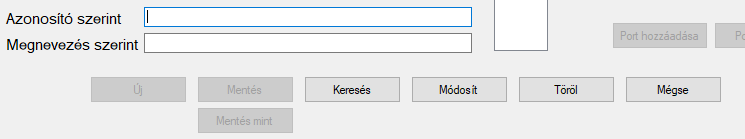 Azonosító szerint
Megnevezés szerint
Port hozzáadása
Új Mentés Keresés Módosít Töröl Mégse
Mentés mint